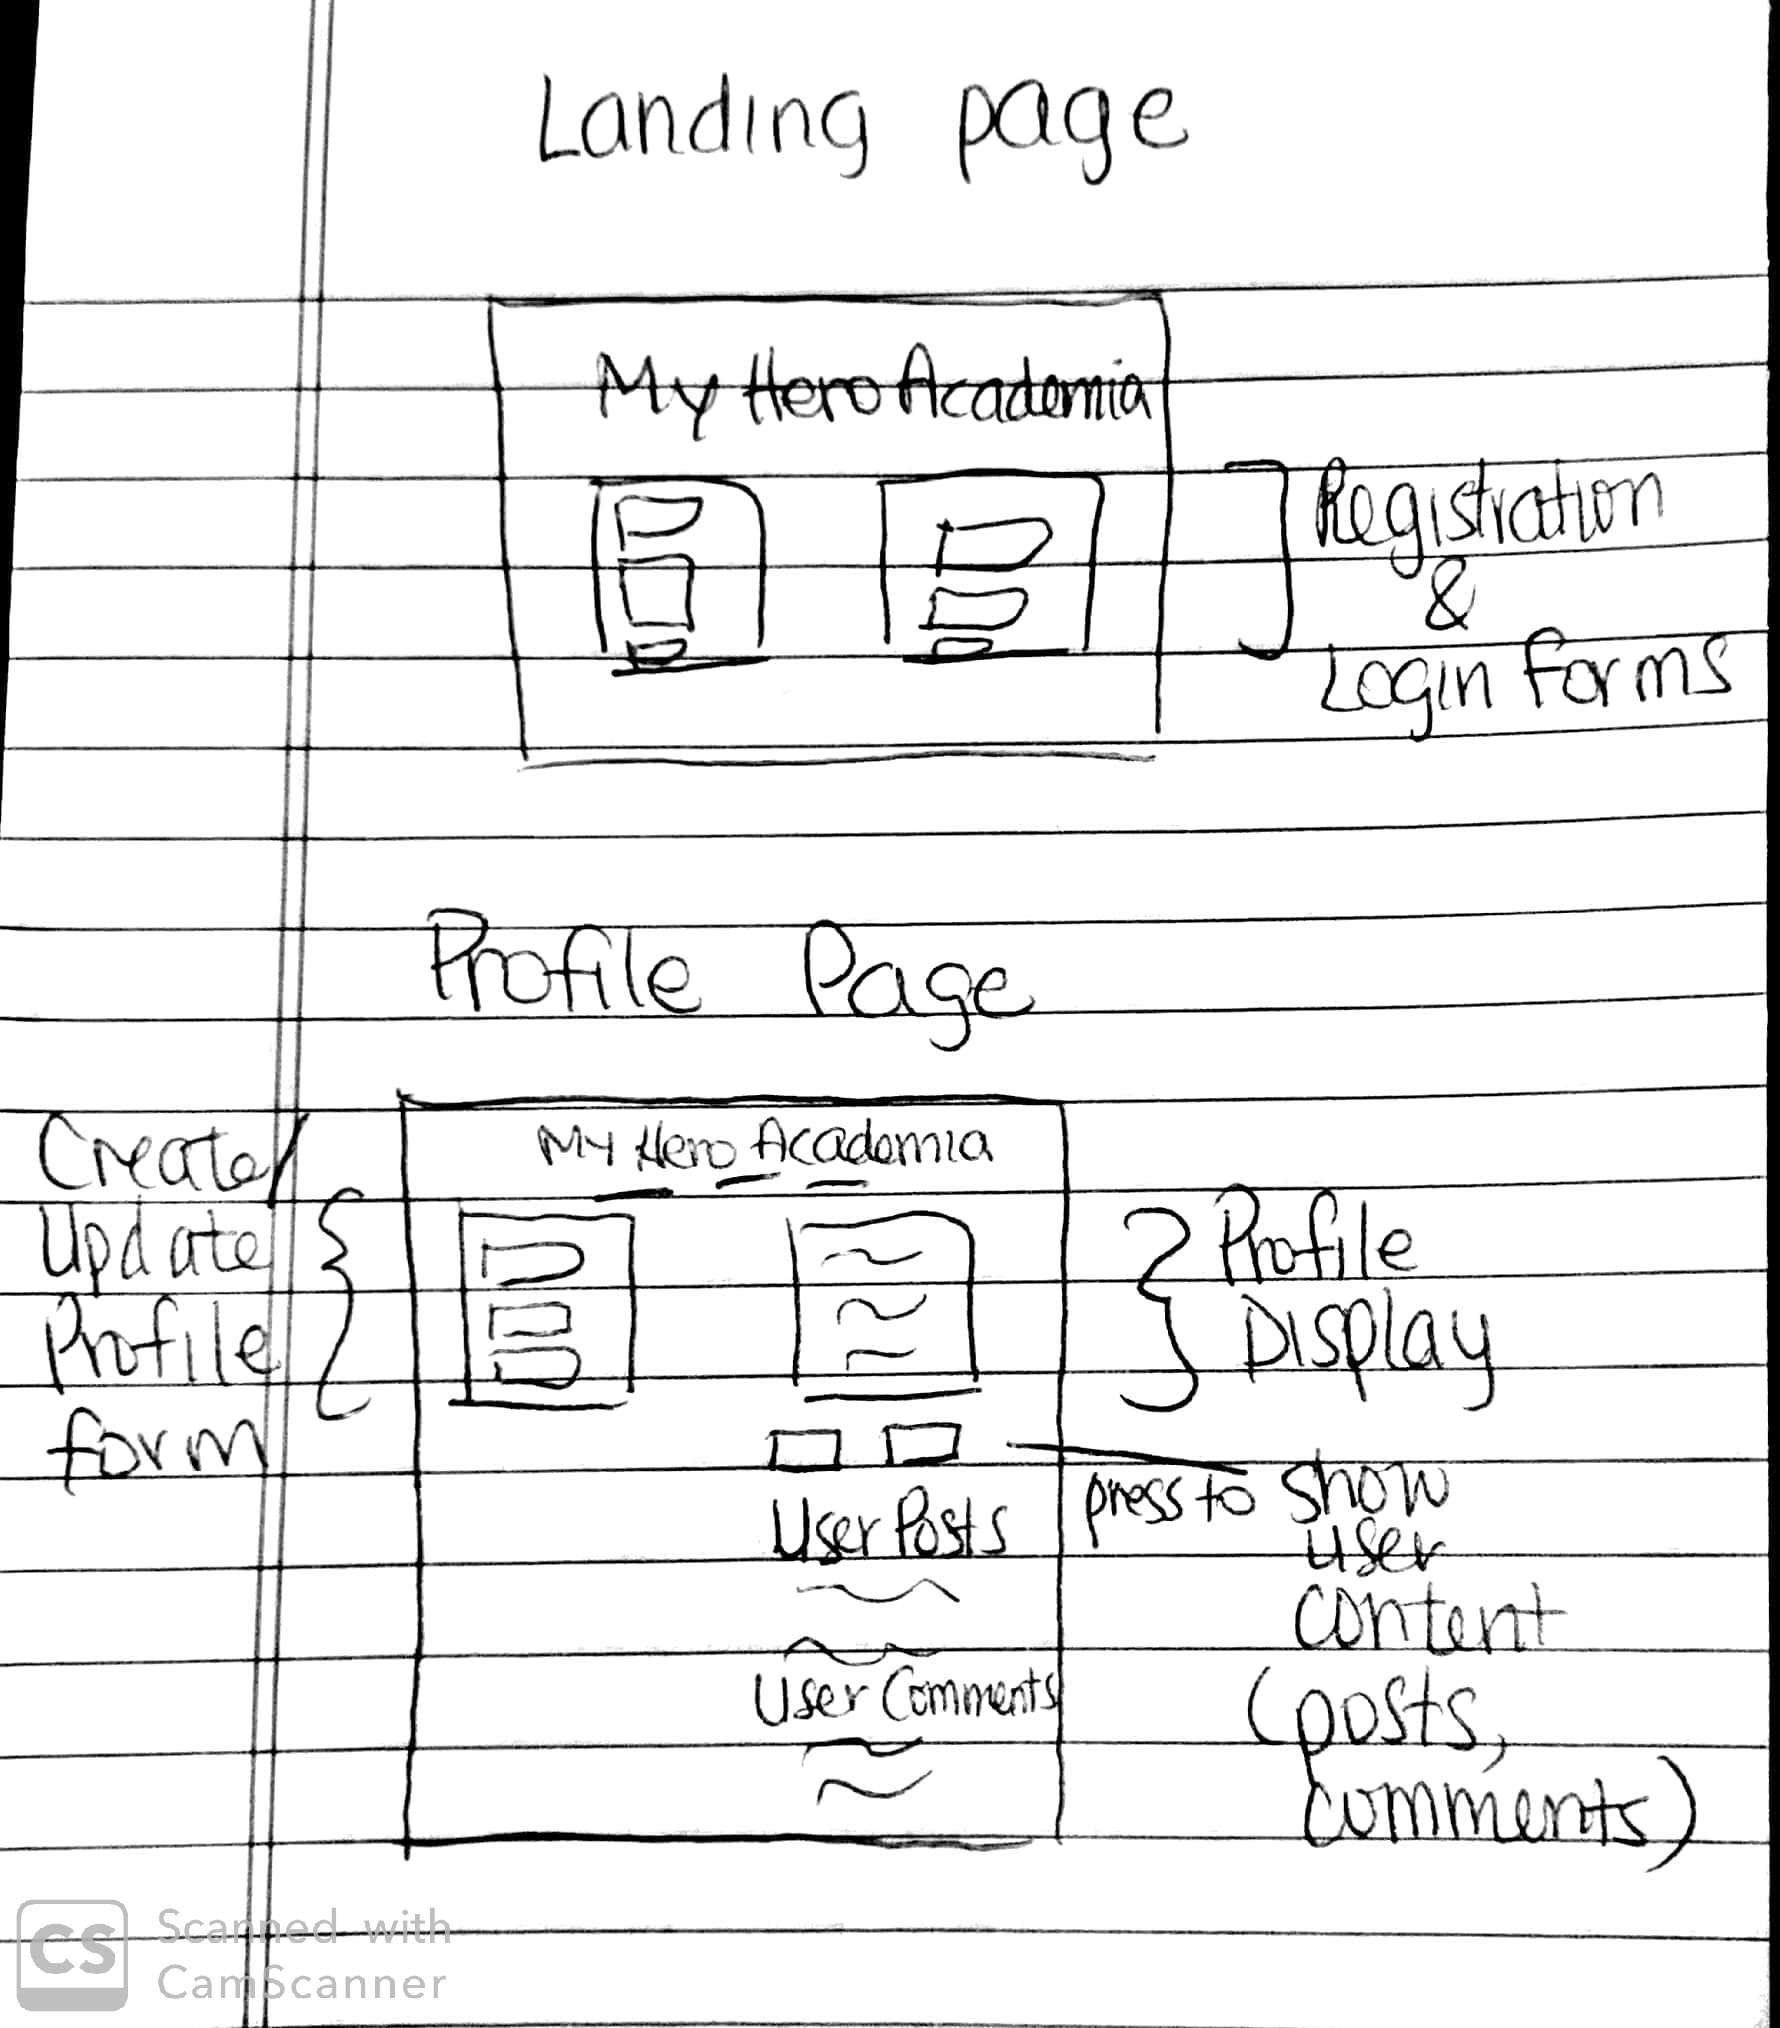 Landing page
My Hero Academia
Registration
&
Login Forms
Profile Page
Create/
Update
Profile
form
My Hero Academia
Profile
Display
press to show
user
content
(posts,
comments)
User Posts
User Comments
CS
Scanned with
CamScanner